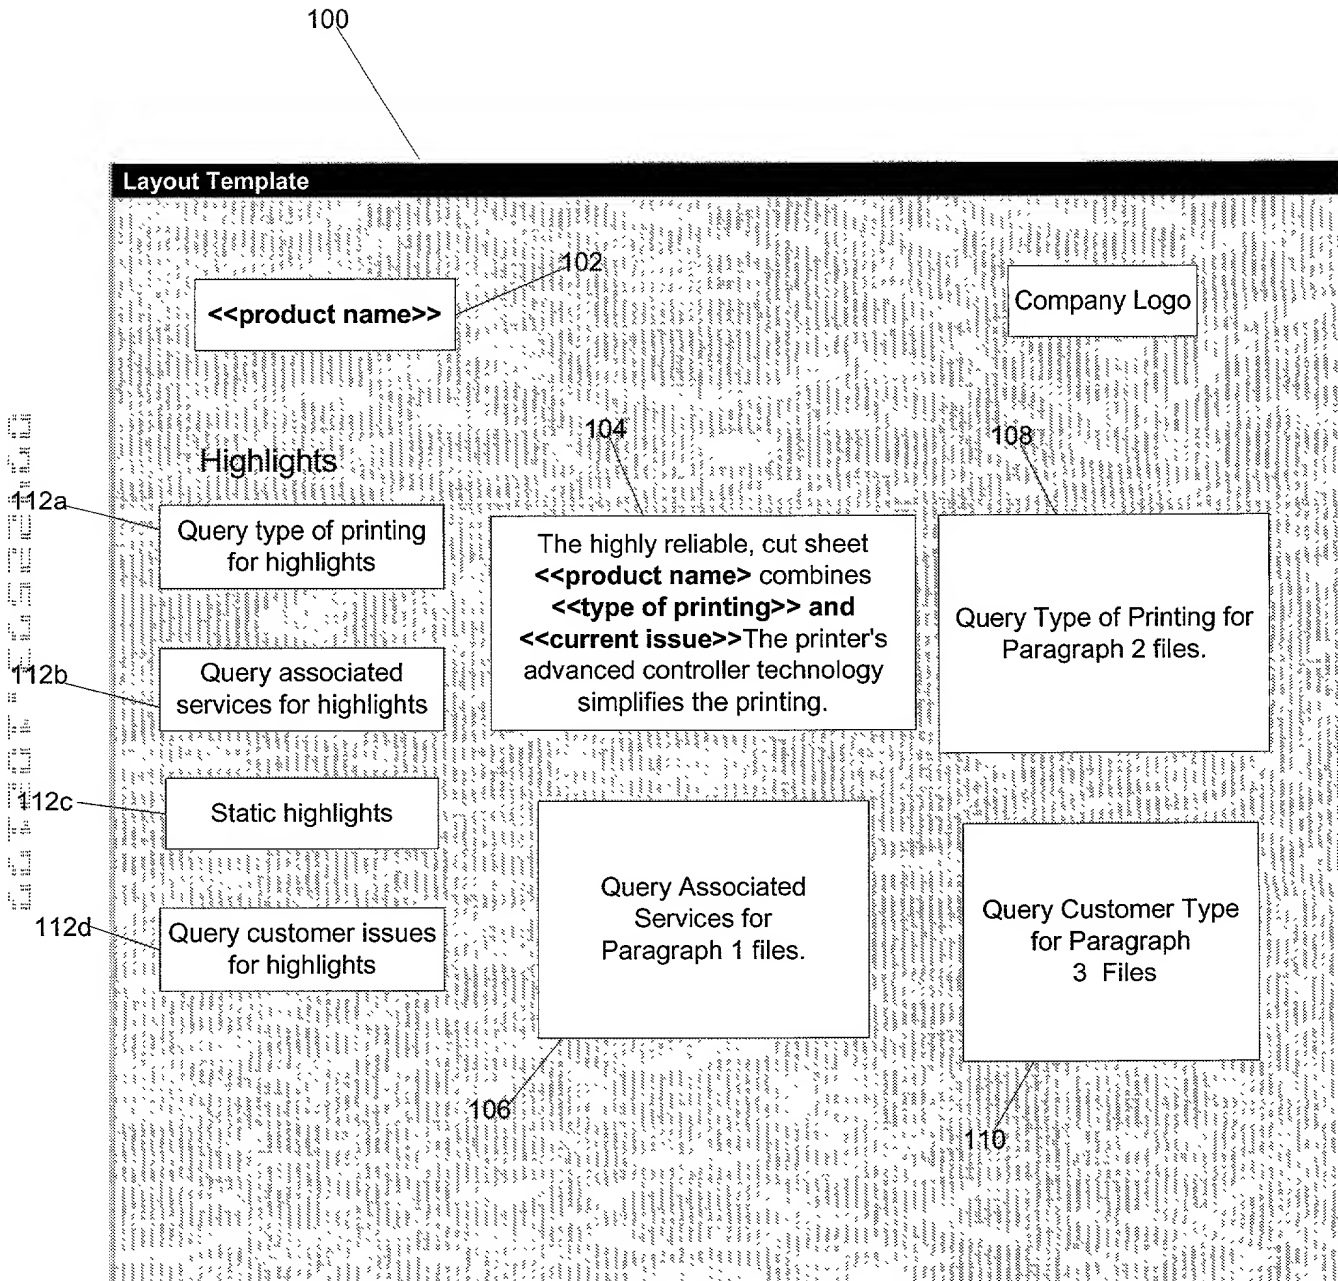 100
Layout Template
102
<<product name>>
Company Logo
104
108
Highlights
112a
Query type of printing
for highlights
The highly reliable, cut sheet
<<product name> combines
<<type of printing>> and
<<current issue>>The printer's
advanced controller technology
simplifies the printing.
Query Type of Printing for
Paragraph 2 files.
112b
Query associated
services for highlights
112c
Static highlights
112d
Query customer issues
for highlights
Query Associated
Services for
Paragraph 1 files.
Query Customer Type
for Paragraph
3 Files
106
110